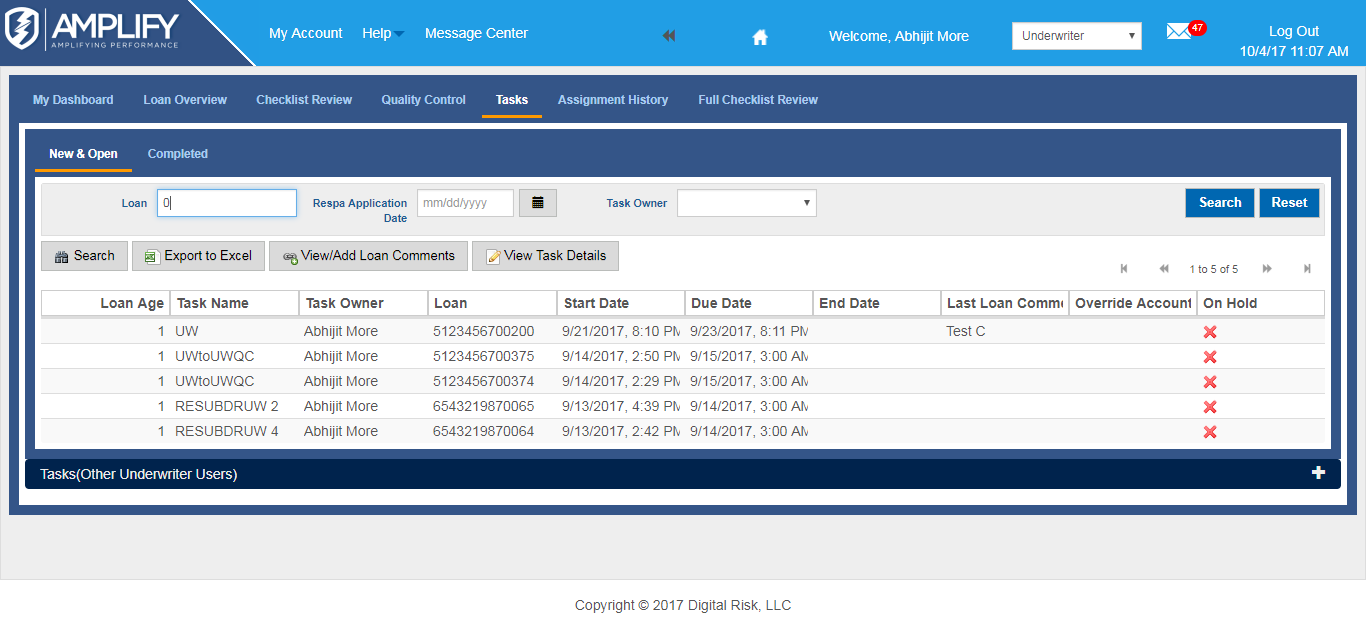 AMPLIFY
AMPLIFYING PERFORMANCE
My Account Help Message Center Welcome, Abhijit More Underwriter 47 Log Out
10/4/17 11:07 AM
My Dashboard Loan Overview Checklist Review Quality Control Tasks Assignment History Full Checklist Review
New & Open Completed
Loan 0 Respa Application Date mm/dd/yyyy Task Owner Search Reset
Search Export to Excel View/Add Loan Comments View Task Details
1 to 5 of 5
Loan Age Task Name Task Owner Loan Start Date Due Date End Date Last Loan Comme Override Account On Hold
1 UW Abhijit More 5123456700200 9/21/2017, 8:10 PM 9/23/2017, 8:11 PM Test C
1 UWtoUWQC Abhijit More 5123456700375 9/14/2017, 2:50 PM 9/15/2017, 3:00 AM
1 UWtoUWQC Abhijit More 5123456700374 9/14/2017, 2:29 PM 9/15/2017, 3:00 AM
1 RESUBDRUW 2 Abhijit More 6543219870065 9/13/2017, 4:39 PM 9/14/2017, 3:00 AM
1 RESUBDRUW 4 Abhijit More 6543219870064 9/13/2017, 2:42 PM 9/14/2017, 3:00 AM
Tasks(Other Underwriter Users)
Copyright © 2017 Digital Risk, LLC